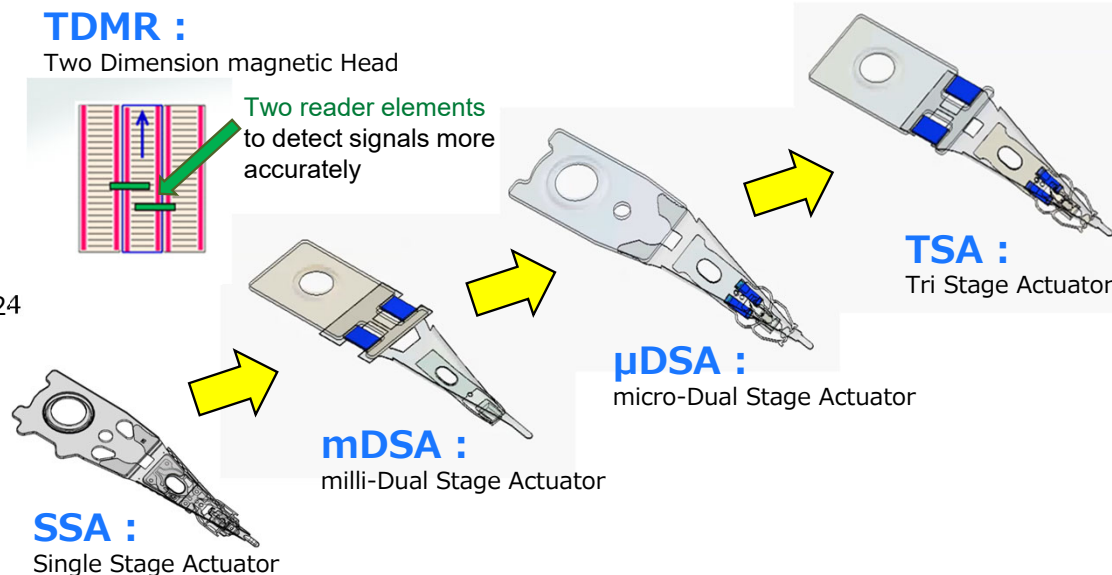 TDMR :
Two Dimension magnetic Head
Two reader elements
to detect signals more
accurately
TSA :
Tri Stage Actuator
24
μDSA :
micro-Dual Stage Actuator
mDSA :
milli-Dual Stage Actuator
SSA :
Single Stage Actuator